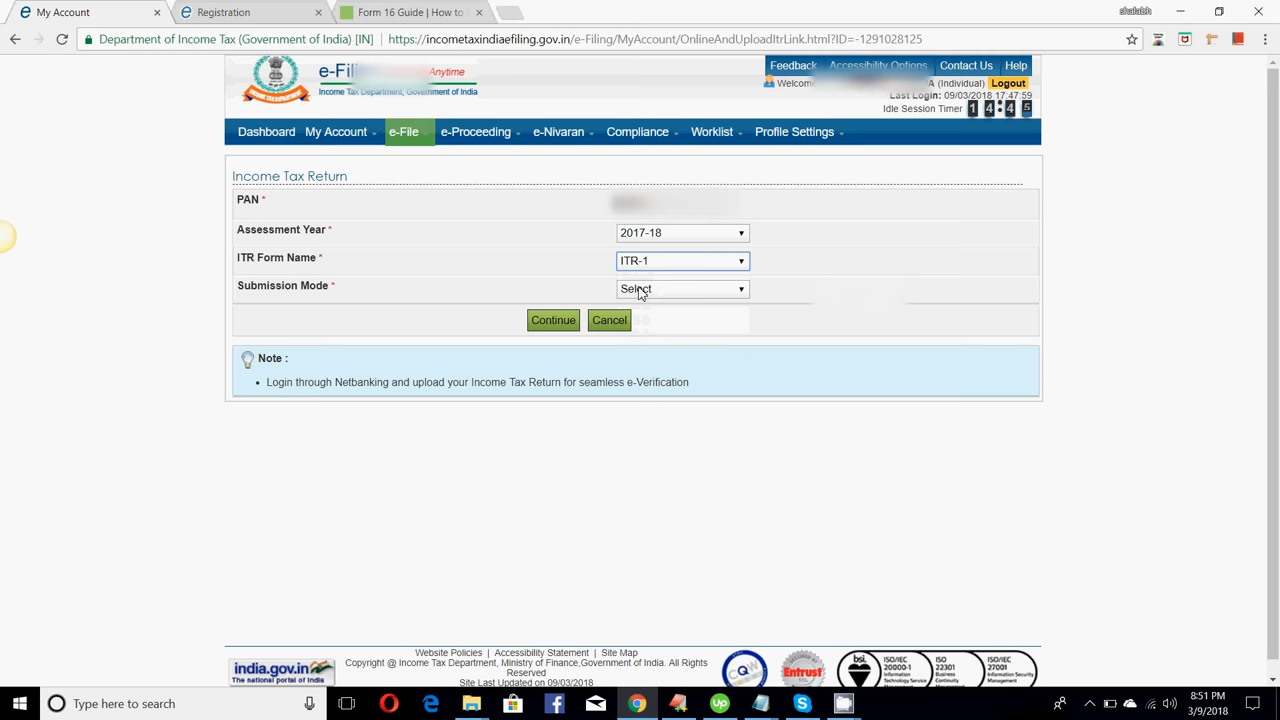 My Account
Registration
Form 16 Guide | How to
shalabh
Department of Income Tax (Government of India) [IN] https://incometaxindiaefiling.gov.in/e-Filing/MyAccount/OnlineAndUploadItrLink.html?ID=-1291028125
Feedback Accessibility Options Contact Us Help
e-Fili Anytime
Income Tax Department, Government of India
Welcome A (Individual) Logout
Last Login: 09/03/2018 17:47:59
Idle Session Timer 1 4 : 4 5
Dashboard My Account e-File e-Proceeding e-Nivaran Compliance Worklist Profile Settings
Income Tax Return
PAN *
Assessment Year * 2017-18
ITR Form Name * ITR-1
Submission Mode * Select
Continue Cancel
Note :
• Login through Netbanking and upload your Income Tax Return for seamless e-Verification
Website Policies | Accessibility Statement | Site Map
Copyright @ Income Tax Department, Ministry of Finance,Government of India. All Rights
Reserved
Site Last Updated on 09/03/2018
india.gov.in
The national portal of India
CQW
Entrust
bsi.
ISO/IEC
20000-1
Information Technology Service Management
ISO
22301
Business Continuity Management
ISO/IEC
27001
Information Security Management
Type here to search
8:51 PM
3/9/2018